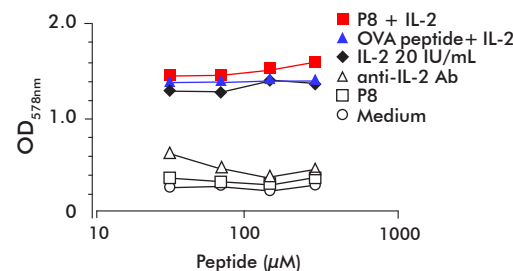 2.0
1.0
0
OD578nm
10
100
1000
Peptide (µM)
P8 + IL-2
OVA peptide+ IL-2
IL-2 20 IU/mL
anti-IL-2 Ab
P8
Medium